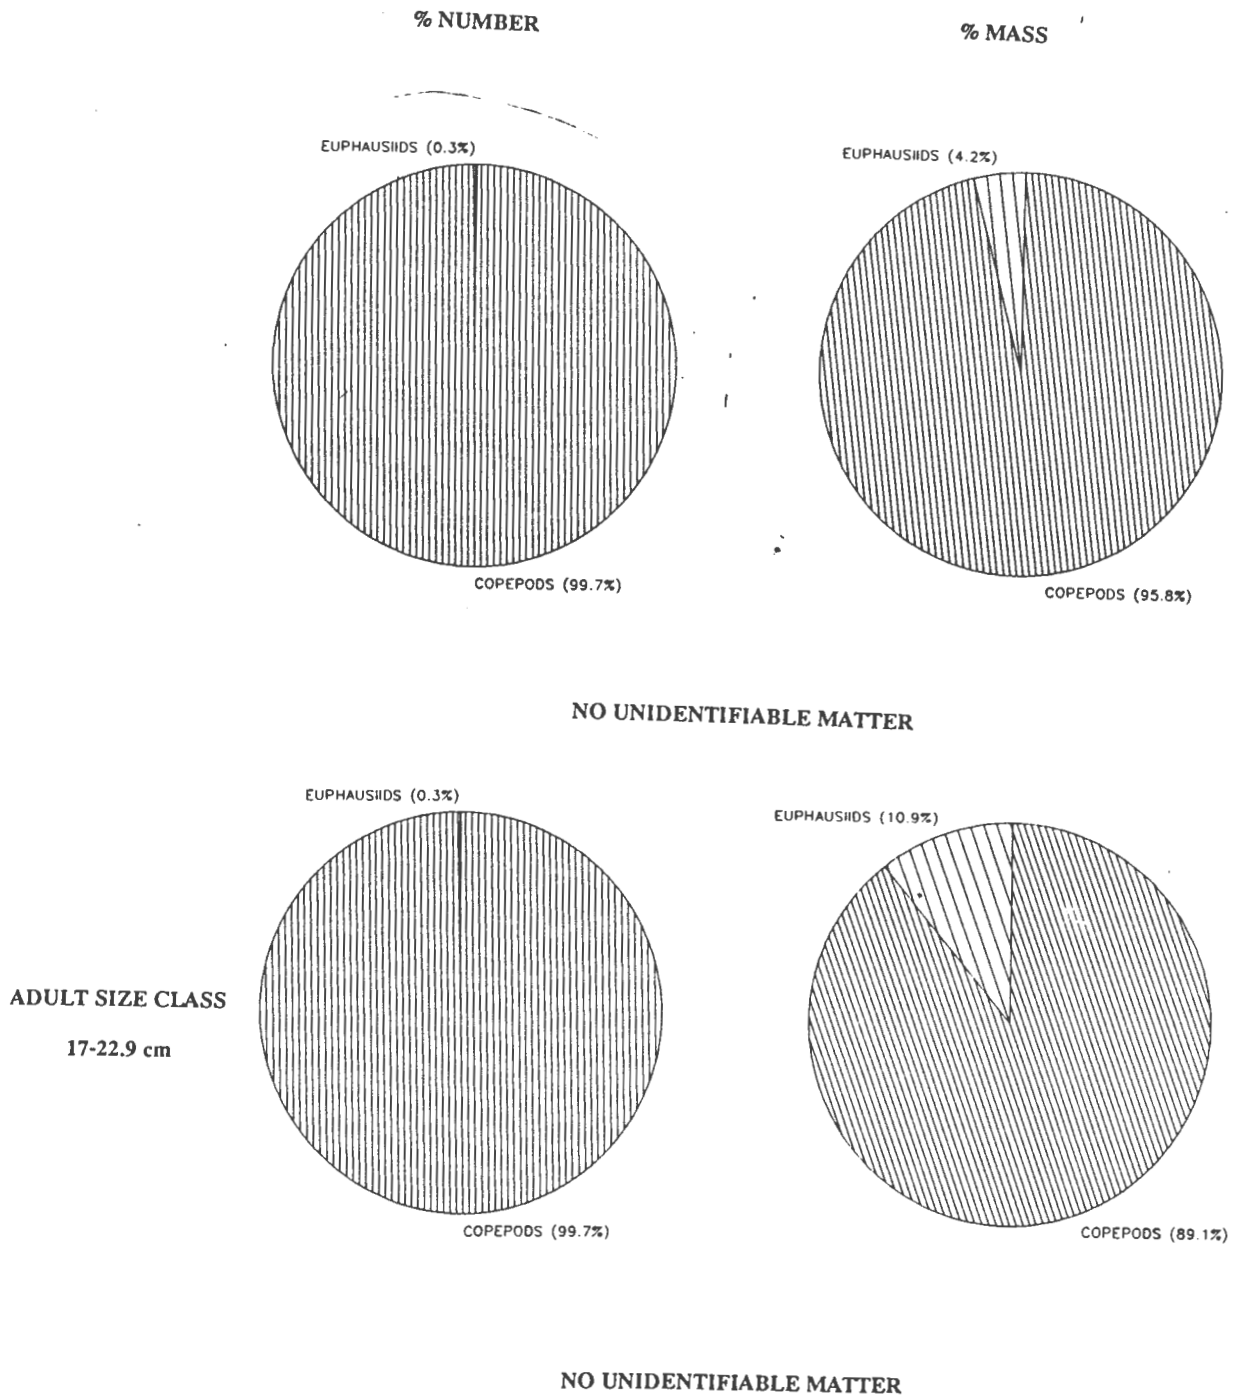 % NUMBER
% MASS
EUPHAUSIIDS (0.3%)
EUPHAUSIIDS (4.2%)
COPEPODS (99.7%)
COPEPODS (95.8%)
NO UNIDENTIFIABLE MATTER
EUPHAUSIIDS (0.3%)
EUPHAUSIIDS (10.9%)
ADULT SIZE CLASS
17-22.9 cm
COPEPODS (99.7%)
COPEPODS (89.1%)
NO UNIDENTIFIABLE MATTER